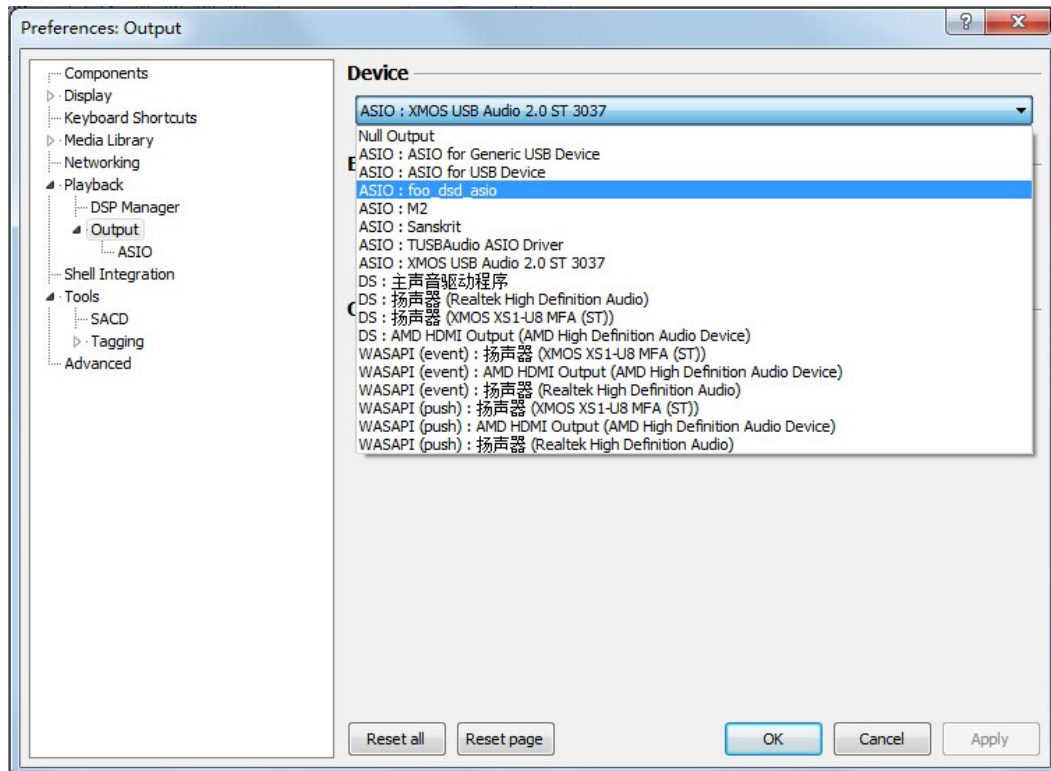 Preferences: Output
Components
Display
Keyboard Shortcuts
Media Library
Networking
Playback
DSP Manager
Output
ASIO
Shell Integration
Tools
SACD
Tagging
Advanced
Device
ASIO : XMOS USB Audio 2.0 ST 3037
Null Output
ASIO : ASIO for Generic USB Device
ASIO : ASIO for USB Device
ASIO : foo_dsd_asio
ASIO : M2
ASIO : Sanskrit
ASIO : TUSBAudio ASIO Driver
ASIO : XMOS USB Audio 2.0 ST 3037
DS : 主声音驱动程序
DS : 扬声器 (Realtek High Definition Audio)
DS : 扬声器 (XMOS XS1-U8 MFA (ST))
DS : AMD HDMI Output (AMD High Definition Audio Device)
WASAPI (event) : 扬声器 (XMOS XS1-U8 MFA (ST))
WASAPI (event) : AMD HDMI Output (AMD High Definition Audio Device)
WASAPI (event) : 扬声器 (Realtek High Definition Audio)
WASAPI (push) : 扬声器 (XMOS XS1-U8 MFA (ST))
WASAPI (push) : AMD HDMI Output (AMD High Definition Audio Device)
WASAPI (push) : 扬声器 (Realtek High Definition Audio)
Reset all
Reset page
OK
Cancel
Apply